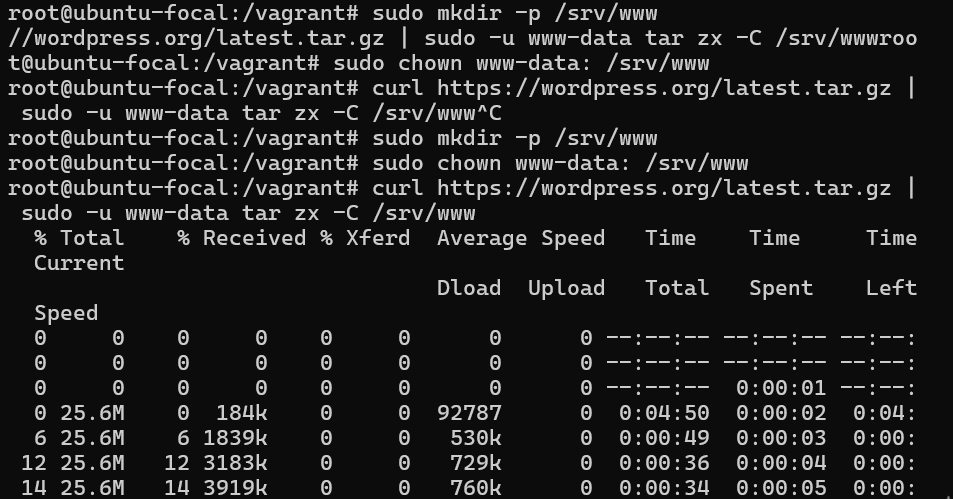 root@ubuntu-focal:/vagrant# sudo mkdir -p /srv/www
//wordpress.org/latest.tar.gz | sudo -u www-data tar zx -C /srv/wwwroo
t@ubuntu-focal:/vagrant# sudo chown www-data: /srv/www
root@ubuntu-focal:/vagrant# curl https://wordpress.org/latest.tar.gz |
 sudo -u www-data tar zx -C /srv/www^C
root@ubuntu-focal:/vagrant# sudo mkdir -p /srv/www
root@ubuntu-focal:/vagrant# sudo chown www-data: /srv/www
root@ubuntu-focal:/vagrant# curl https://wordpress.org/latest.tar.gz |
 sudo -u www-data tar zx -C /srv/www
  % Total    % Received % Xferd  Average Speed   Time    Time     Time
  Current
                                 Dload  Upload   Total   Spent    Left
  Speed
  0     0    0     0    0     0      0      0 --:--:-- --:--:-- --:--:
  0     0    0     0    0     0      0      0 --:--:-- --:--:-- --:--:
  0     0    0     0    0     0      0      0 --:--:--  0:00:01 --:--:
  0 25.6M    0  184k    0     0  92787      0  0:04:50  0:00:02  0:04:
  6 25.6M    6 1839k    0     0   530k      0  0:00:49  0:00:03  0:00:
 12 25.6M   12 3183k    0     0   729k      0  0:00:36  0:00:04  0:00:
 14 25.6M   14 3919k    0     0   760k      0  0:00:34  0:00:05  0:00: